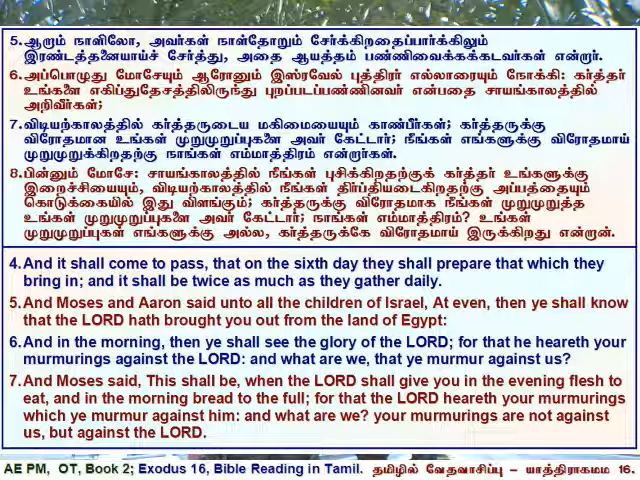 5.ஆறாம் நாளிலோ, அவர்கள் நாள்தோறும் சேர்க்கிறதைப்பார்க்கிலும்
இரண்டத்தனையாய்ச் சேர்த்து, அதை ஆயத்தம் பண்ணிவைக்கக்கடவர்கள் என்றார்.
6.அப்பொழுது மோசேயும் ஆரோனும் இஸ்ரவேல் புத்திரர் எல்லாரையும் நோக்கி: கர்த்தர்
உங்களை எகிப்துதேசத்திலிருந்து புறப்படப்பண்ணினவர் என்பதை சாயங்காலத்தில்
அறிவீர்கள்;
7.விடியற்காலத்தில் கர்த்தருடைய மகிமையையும் காண்பீர்கள்; கர்த்தருக்கு
விரோதமான உங்கள் முறுமுறுப்புகளை அவர் கேட்டார்; நீங்கள் எங்களுக்கு விரோதமாய்
முறுமுறுக்கிறதற்கு நாங்கள் எம்மாத்திரம் என்றார்கள்.
8.பின்னும் மோசே: சாயங்காலத்தில் நீங்கள் புசிக்கிறதற்குக் கர்த்தர் உங்களுக்கு
இறைச்சியையும், விடியற்காலத்தில் நீங்கள் திர்ப்தியடைகிறதற்கு அப்பத்தையும்
கொடுக்கையில் இது விளங்கும்; கர்த்தருக்கு விரோதமாக நீங்கள் முறுமுறுத்த
உங்கள் முறுமுறுப்புகளை அவர் கேட்டார்; நாங்கள் எம்மாத்திரம்? உங்கள்
முறுமுறுப்புகள் எங்களுக்கு அல்ல, கர்த்தருக்கே விரோதமாய் இருக்கிறது என்றான்.
4.And it shall come to pass, that on the sixth day they shall prepare that which they
bring in; and it shall be twice as much as they gather daily.
5.And Moses and Aaron said unto all the children of Israel, At even, then ye shall know
that the LORD hath brought you out from the land of Egypt:
6.And in the morning, then ye shall see the glory of the LORD; for that he heareth your
murmurings against the LORD: and what are we, that ye murmur against us?
7.And Moses said, This shall be, when the LORD shall give you in the evening flesh to
eat, and in the morning bread to the full; for that the LORD heareth your murmurings
which ye murmur against him: and what are we? your murmurings are not against
us, but against the LORD.
AE PM, OT, Book 2; Exodus 16, Bible Reading in Tamil. தமிழில் வேதவாசிப்பு – யாத்திராகமம 16.